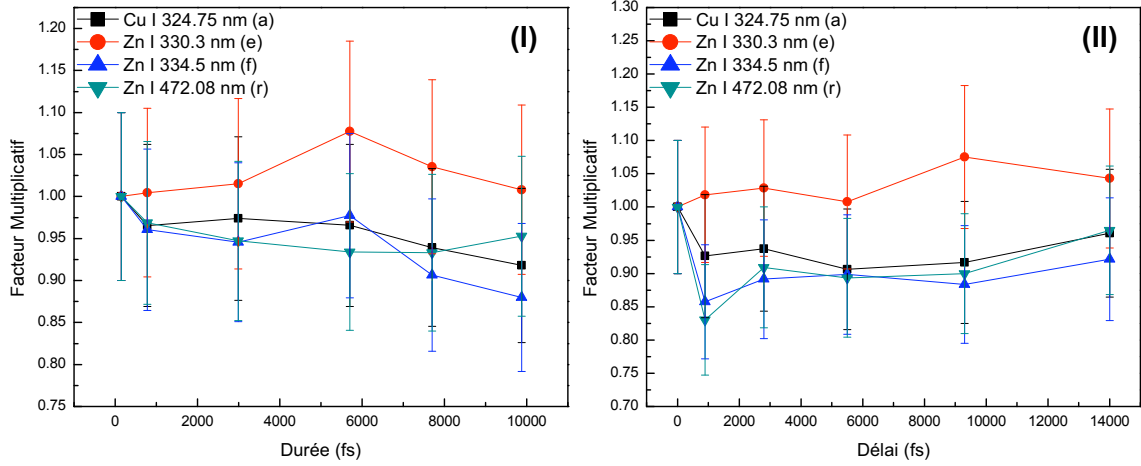 Cu I 324.75 nm (a)
Zn I 330.3 nm (e)
Zn I 334.5 nm (f)
Zn I 472.08 nm (r)
(I)
1.25
1.20
1.15
1.10
1.05
1.00
0.95
0.90
0.85
0.80
0.75
Facteur Multiplicatif
0 2000 4000 6000 8000 10000
Durée (fs)
Cu I 324.75 nm (a)
Zn I 330.3 nm (e)
Zn I 334.5 nm (f)
Zn I 472.08 nm (r)
(II)
1.30
1.25
1.20
1.15
1.10
1.05
1.00
0.95
0.90
0.85
0.80
0.75
0.70
Facteur Multiplicatif
0 2000 4000 6000 8000 10000 12000 14000
Délai (fs)